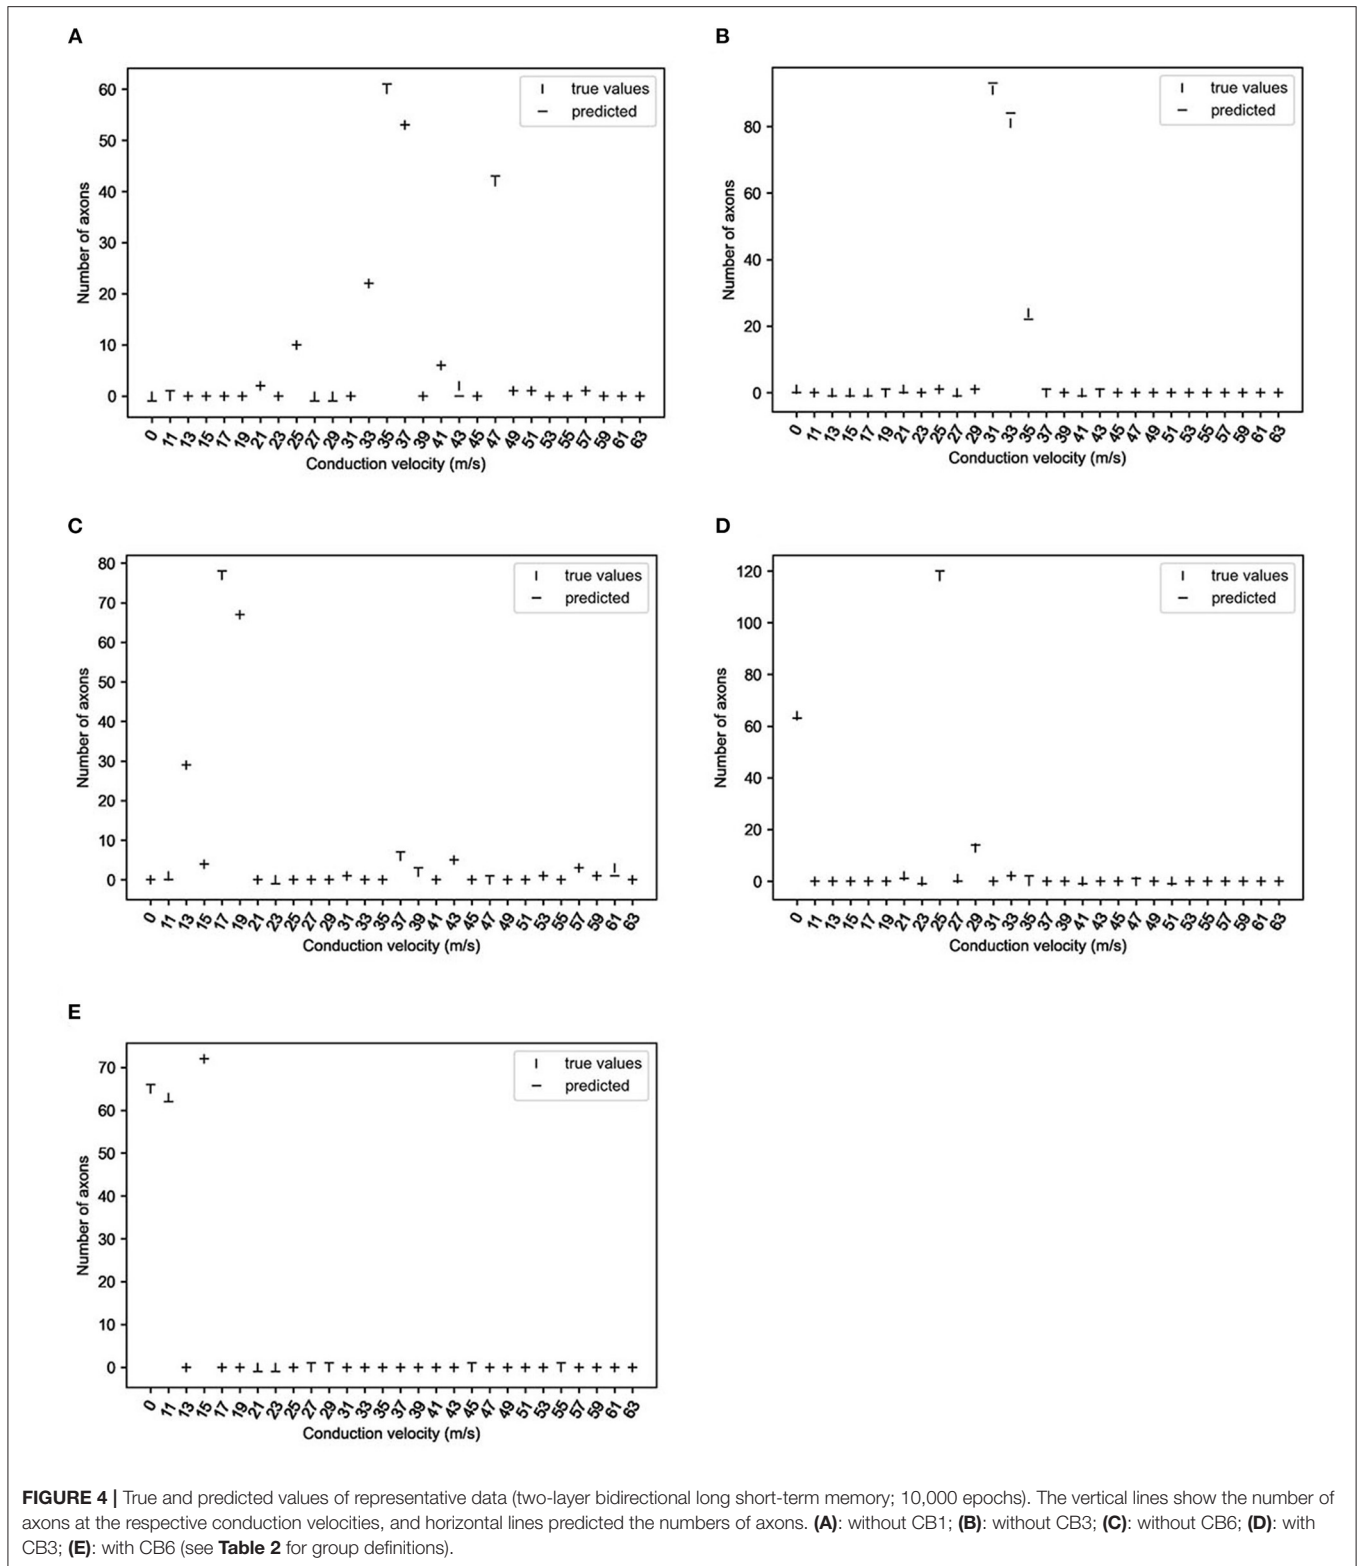 A
60
50
40
30
20
10
0
Number of axons
true values
predicted
0 11 13 15 17 19 21 23 25 27 29 31 33 35 37 39 41 43 45 47 49 51 53 55 57 59 61 63
Conduction velocity (m/s)
B
80
60
40
20
0
Number of axons
true values
predicted
0 11 13 15 17 19 21 23 25 27 29 31 33 35 37 39 41 43 45 47 49 51 53 55 57 59 61 63
Conduction velocity (m/s)
C
80
70
60
50
40
30
20
10
0
Number of axons
true values
predicted
0 11 13 15 17 19 21 23 25 27 29 31 33 35 37 39 41 43 45 47 49 51 53 55 57 59 61 63
Conduction velocity (m/s)
D
120
100
80
60
40
20
0
Number of axons
true values
predicted
0 11 13 15 17 19 21 23 25 27 29 31 33 35 37 39 41 43 45 47 49 51 53 55 57 59 61 63
Conduction velocity (m/s)
E
70
60
50
40
30
20
10
0
Number of axons
true values
predicted
0 11 13 15 17 19 21 23 25 27 29 31 33 35 37 39 41 43 45 47 49 51 53 55 57 59 61 63
Conduction velocity (m/s)
FIGURE 4 | True and predicted values of representative data (two-layer bidirectional long short-term memory; 10,000 epochs). The vertical lines show the number of
axons at the respective conduction velocities, and horizontal lines predicted the numbers of axons. (A): without CB1; (B): without CB3; (C): without CB6; (D): with
CB3; (E): with CB6 (see Table 2 for group definitions).